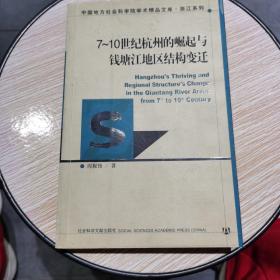 中国地方社会科学院学术精品文库·浙江系列
7~10世纪杭州的崛起与
钱塘江地区结构变迁
Hangzhou's Thriving and
Regional Structure's Change
in the Qiantang River Area
from 7th to 10th Century
著
社会科学文献出版社 SOCIAL SCIENCES ACADEMIC PRESS (CHINA)